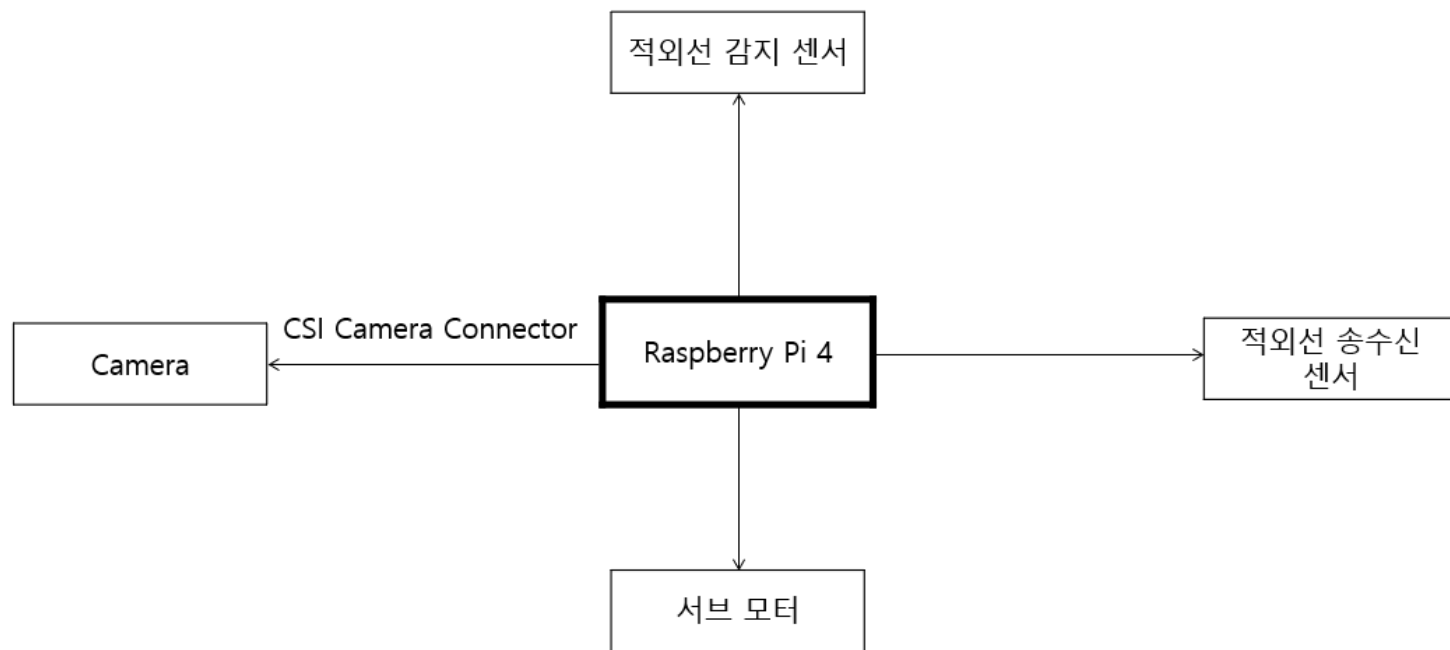 적외선 감지 센서
CSI Camera Connector
Camera
Raspberry Pi 4
적외선 송수신
센서
서브 모터